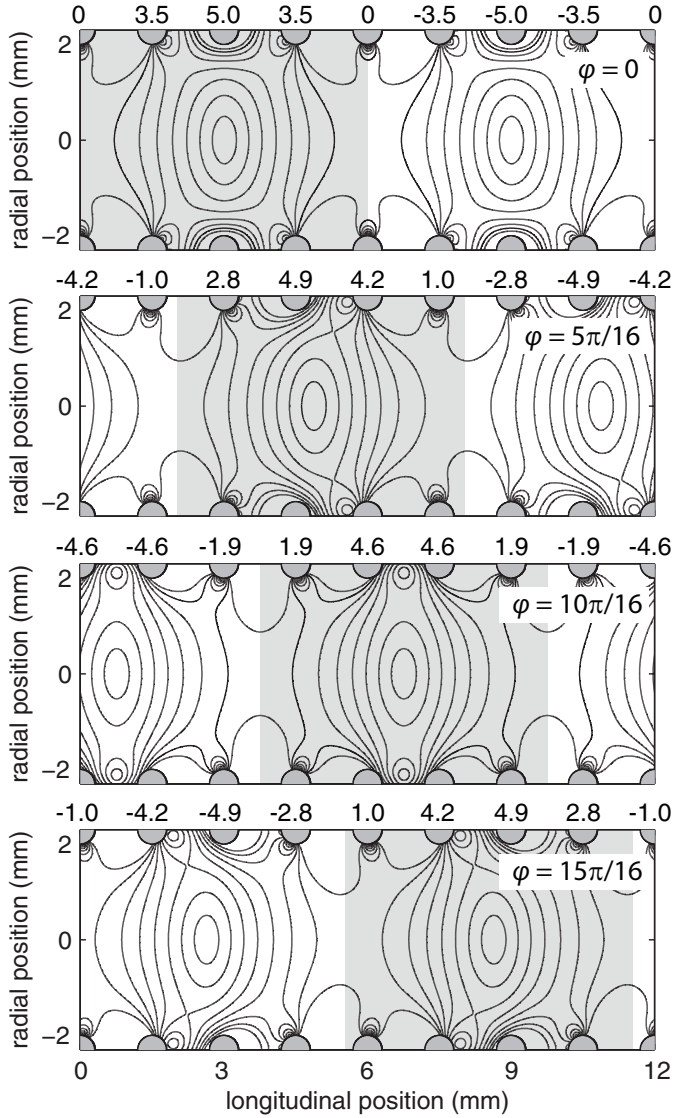 0 3.5 5.0 3.5 0 -3.5 -5.0 -3.5 0
2
φ = 0
radial position (mm)
0
−2
-4.2 -1.0 2.8 4.9 4.2 1.0 -2.8 -4.9 -4.2
2
φ = 5π/16
radial position (mm)
0
−2
-4.6 -4.6 -1.9 1.9 4.6 4.6 1.9 -1.9 -4.6
2
φ = 10π/16
radial position (mm)
0
−2
-1.0 -4.2 -4.9 -2.8 1.0 4.2 4.9 2.8 -1.0
2
φ = 15π/16
radial position (mm)
0
−2
0 3 6 9 12
longitudinal position (mm)